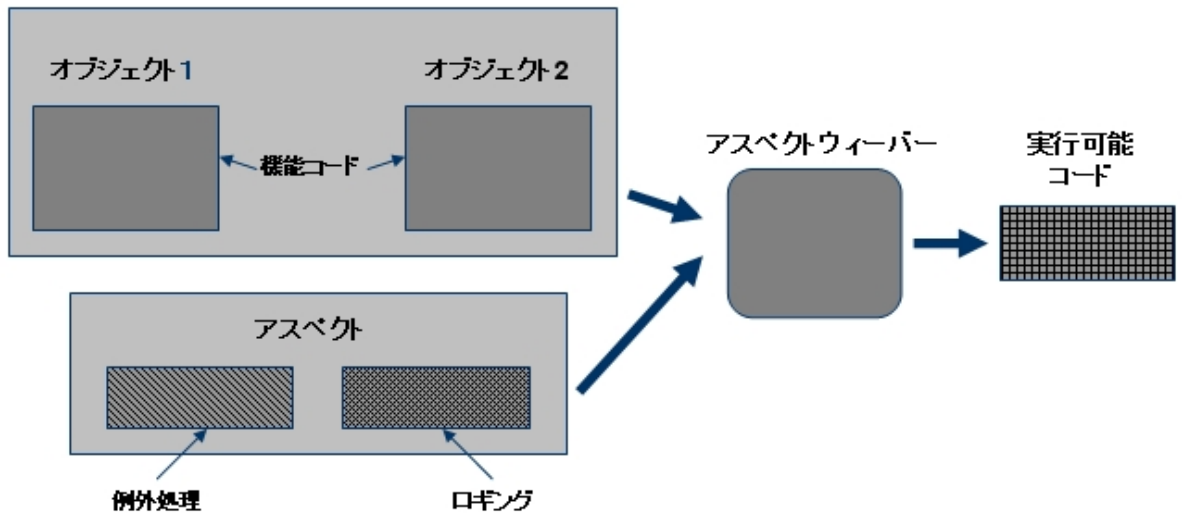 オブジェクト1
オブジェクト2
機能コード
アスペクトウィーバー
実行可能
コード
アスペクト
例外処理
ロギング